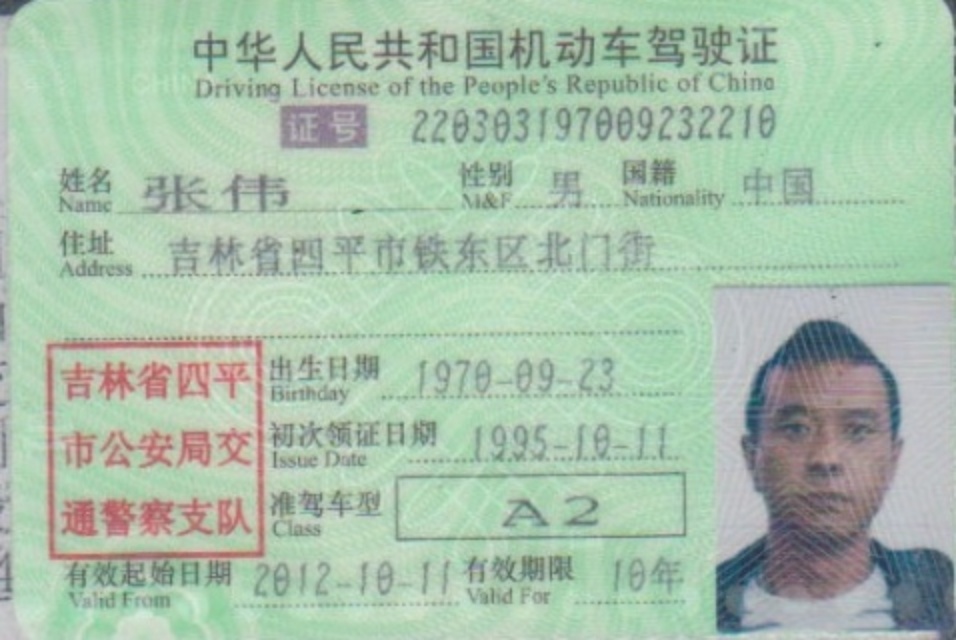 中华人民共和国机动车驾驶证
Driving License of the People's Republic of China
证号 220303197009232210
姓名 张伟 性别 男 国籍 中国
Name M&F Nationality
住址 吉林省四平市铁东区北门街
Address
吉林省四平
市公安局交
通警察支队
出生日期 1970-09-23
Birthday
初次领证日期 1995-10-11
Issue Date
准驾车型 A2
Class
有效起始日期 2012-10-11 有效期限 10年
Valid From Valid For